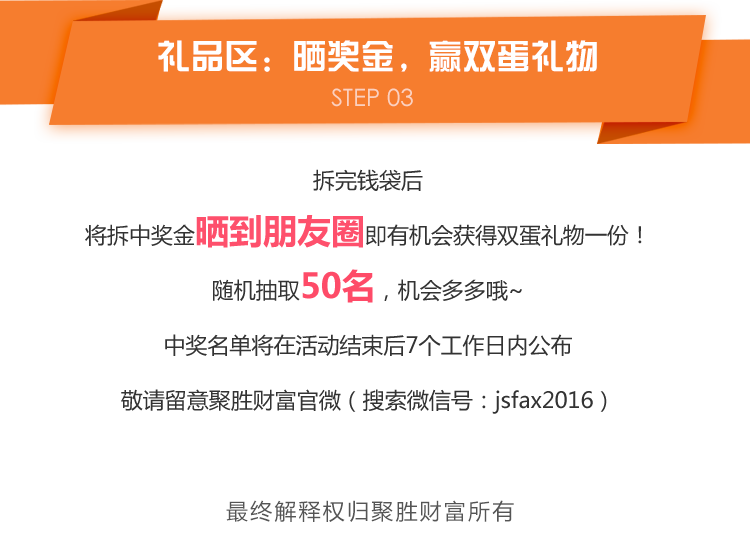 礼品区：晒奖金，赢双蛋礼物
STEP 03
拆完钱袋后
将拆中奖金晒到朋友圈即有机会获得双蛋礼物一份！
随机抽取50名，机会多多哦~
中奖名单将在活动结束后7个工作日内公布
敬请留意聚胜财富官微（搜索微信号：jsfax2016）
最终解释权归聚胜财富所有